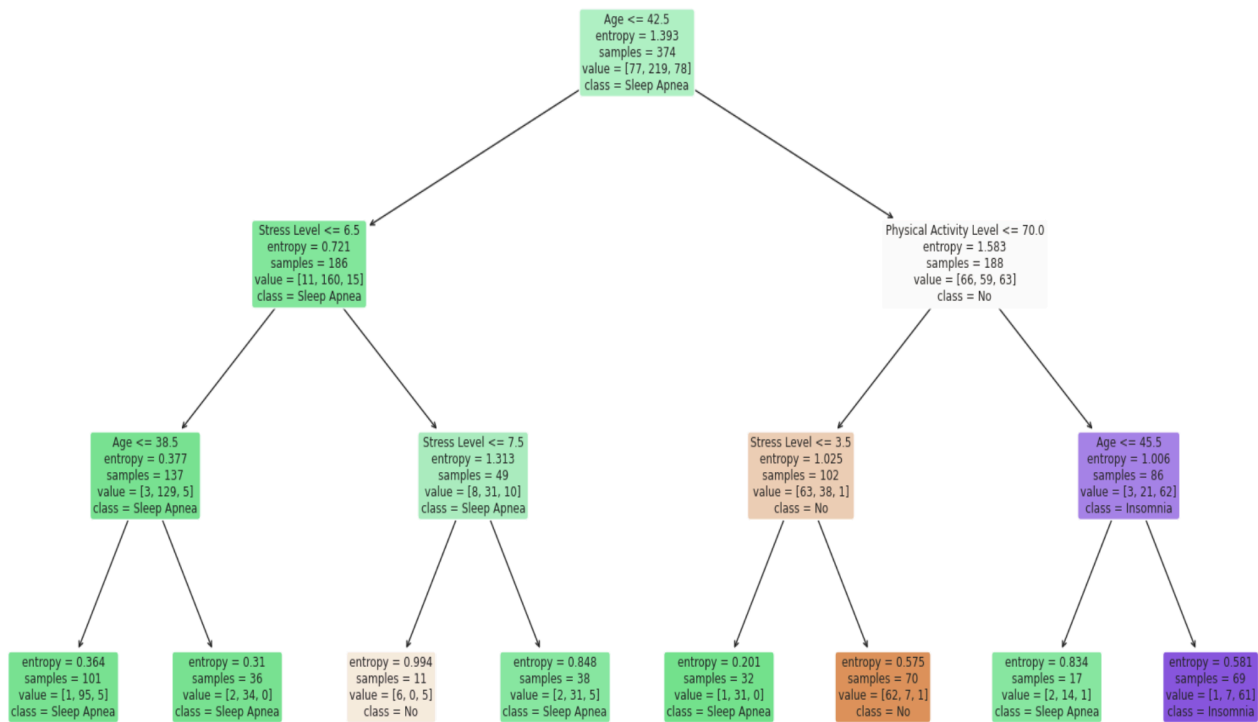 Age <= 42.5
entropy = 1.393
samples = 374
value = [77, 219, 78]
class = Sleep Apnea
Stress Level <= 6.5
entropy = 0.721
samples = 186
value = [11, 160, 15]
class = Sleep Apnea
Physical Activity Level <= 70.0
entropy = 1.583
samples = 188
value = [66, 59, 63]
class = No
Age <= 38.5
entropy = 0.377
samples = 137
value = [3, 129, 5]
class = Sleep Apnea
Stress Level <= 7.5
entropy = 1.313
samples = 49
value = [8, 31, 10]
class = Sleep Apnea
Stress Level <= 3.5
entropy = 1.025
samples = 102
value = [63, 38, 1]
class = No
Age <= 45.5
entropy = 1.006
samples = 86
value = [3, 21, 62]
class = Insomnia
entropy = 0.364
samples = 101
value = [1, 95, 5]
class = Sleep Apnea
entropy = 0.31
samples = 36
value = [2, 34, 0]
class = Sleep Apnea
entropy = 0.994
samples = 11
value = [6, 0, 5]
class = No
entropy = 0.848
samples = 38
value = [2, 31, 5]
class = Sleep Apnea
entropy = 0.201
samples = 32
value = [1, 31, 0]
class = Sleep Apnea
entropy = 0.575
samples = 70
value = [62, 7, 1]
class = No
entropy = 0.834
samples = 17
value = [2, 14, 1]
class = Sleep Apnea
entropy = 0.581
samples = 69
value = [1, 7, 61]
class = Insomnia